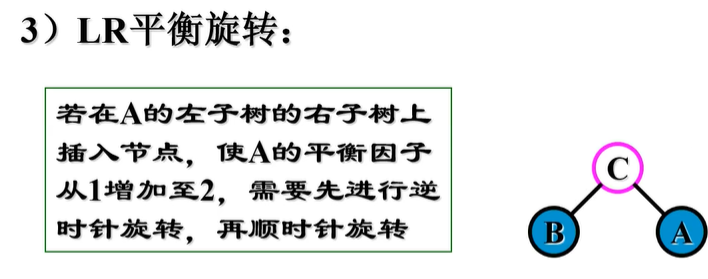 3）LR平衡旋转：
若在A的左子树的右子树上
插入节点，使A的平衡因子
从1增加至2，需要先进行逆
时针旋转，再顺时针旋转
C
B
A